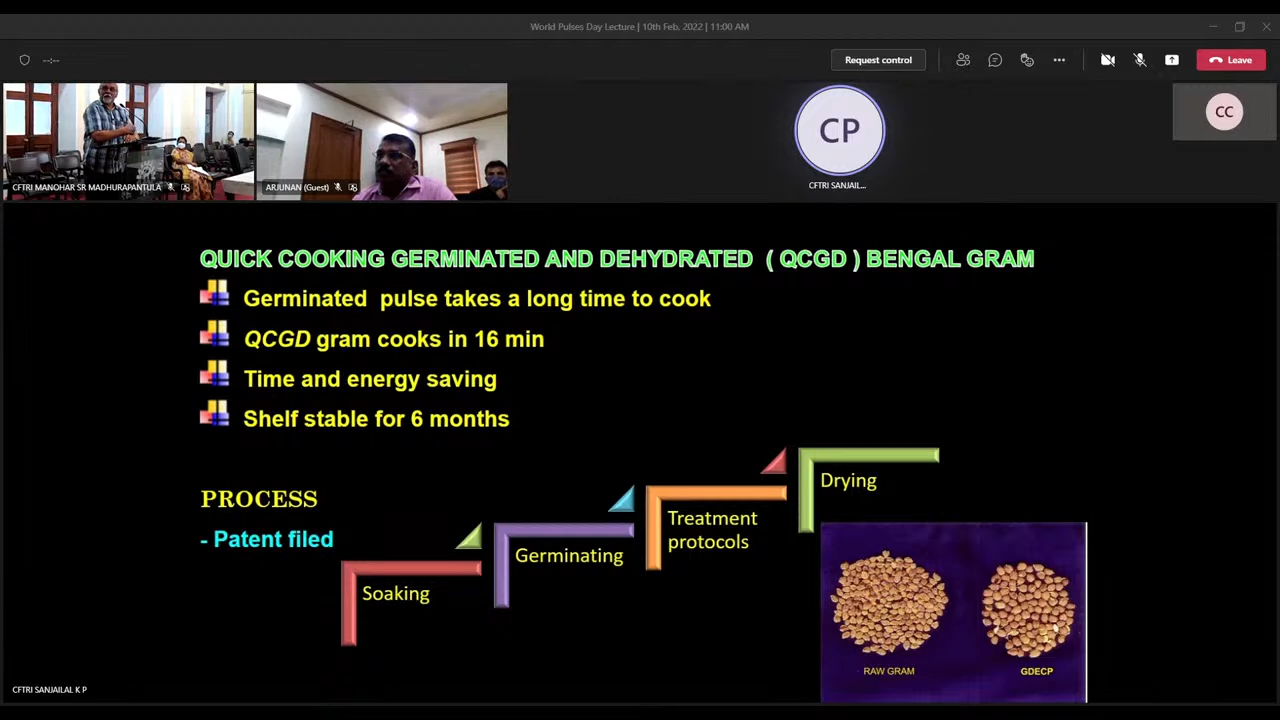 World Pulses Day Lecture | 10th Feb, 2022 | 11:00 AM
--:--
Request control
Leave
CFTRI MANOHAR SR MADHURAPANTULA
ARJUNAN (Guest)
CP
CFTRI SANJAIL...
CC
QUICK COOKING GERMINATED AND DEHYDRATED ( QCGD ) BENGAL GRAM
Germinated pulse takes a long time to cook
QCGD gram cooks in 16 min
Time and energy saving
Shelf stable for 6 months
PROCESS
- Patent filed
Soaking
Germinating
Treatment
protocols
Drying
RAW GRAM
GDECP
CFTRI SANJAILAL K P